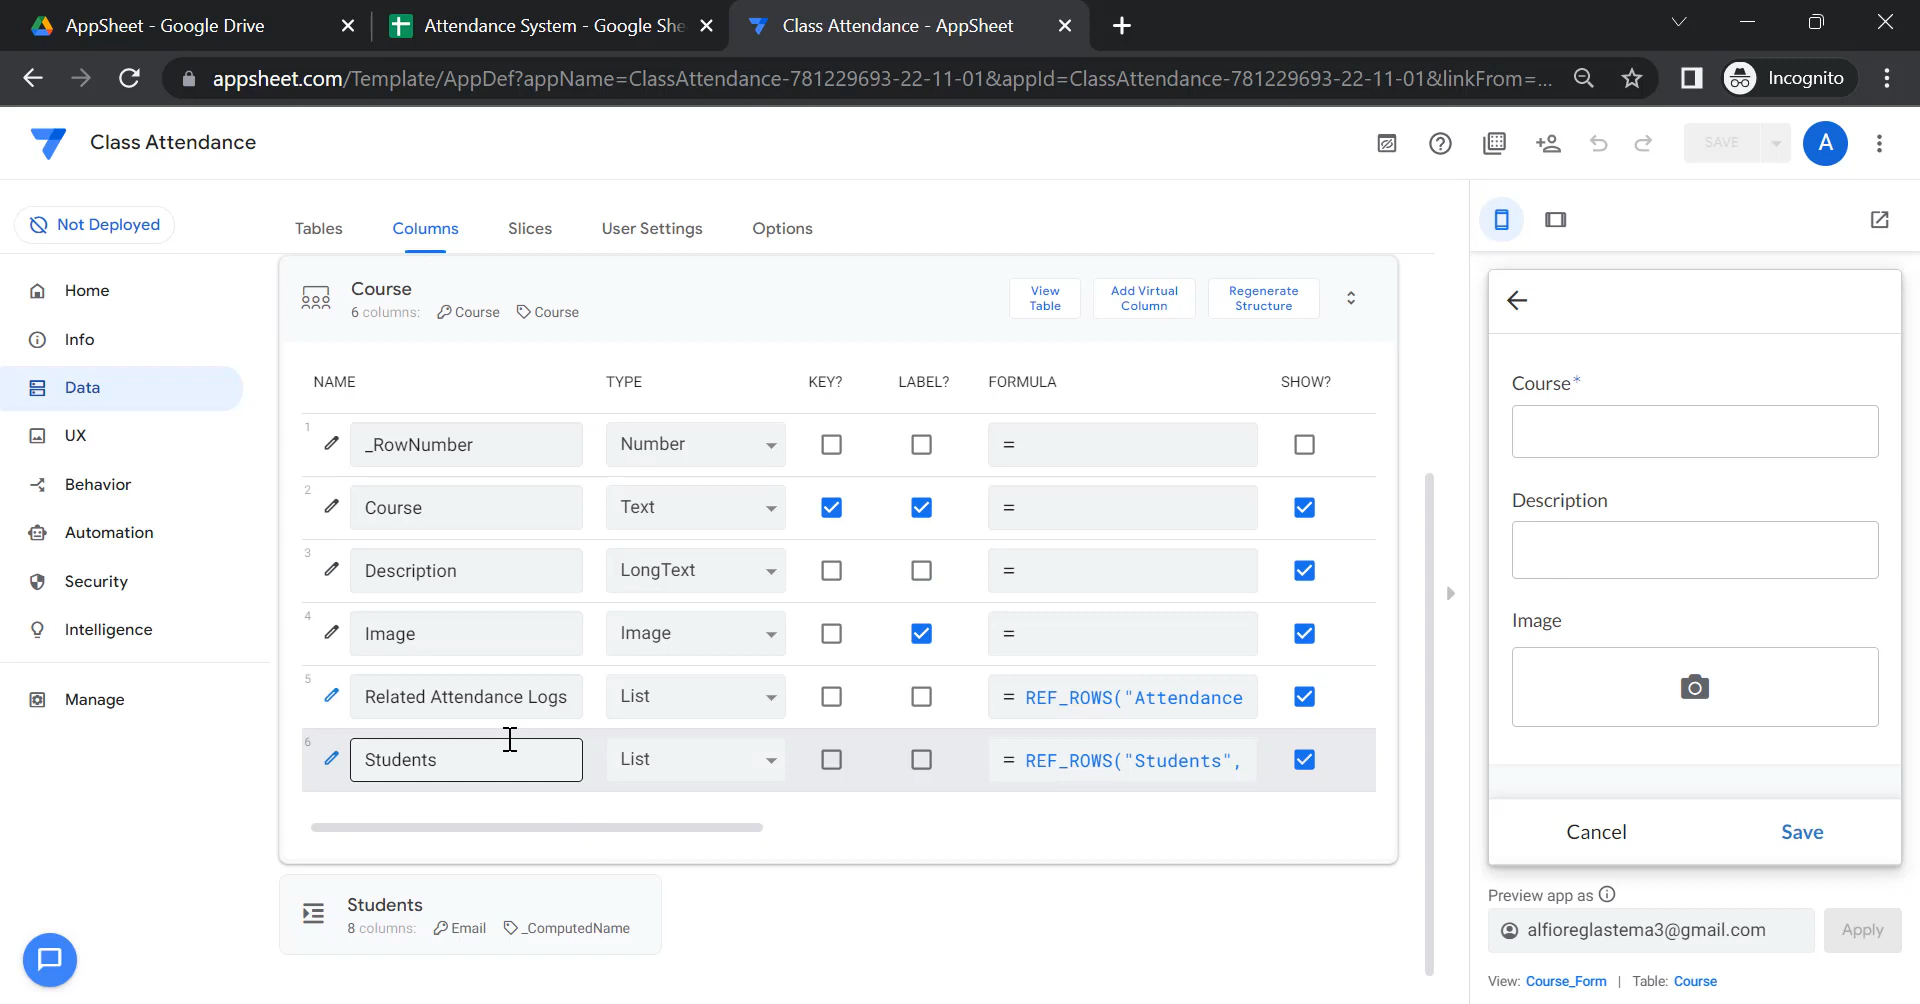 AppSheet - Google Drive
Attendance System - Google She
Class Attendance - AppSheet
appsheet.com/Template/AppDef?appName=ClassAttendance-781229693-22-11-01&appId=ClassAttendance-781229693-22-11-01&linkFrom=...
Incognito
Class Attendance
SAVE
A
Not Deployed
Home
Info
Data
UX
Behavior
Automation
Security
Intelligence
Manage
Tables
Columns
Slices
User Settings
Options
Course
6 columns: Course Course
View Table
Add Virtual Column
Regenerate Structure
NAME TYPE KEY? LABEL? FORMULA SHOW?
1 _RowNumber Number =
2 Course Text =
3 Description LongText =
4 Image Image =
5 Related Attendance Logs List = REF_ROWS("Attendance
6 Students List = REF_ROWS("Students",
Students
8 columns: Email _ComputedName
Course*
Description
Image
Cancel Save
Preview app as
alfioreglastema3@gmail.com Apply
View: Course_Form | Table: Course